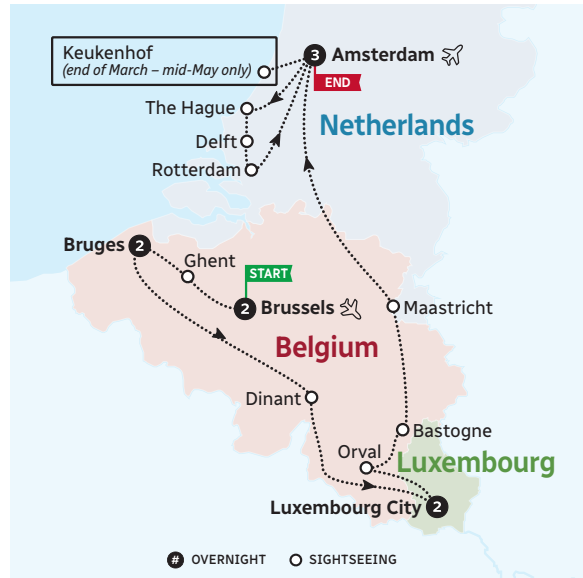 Keukenhof
(end of March – mid-May only)
3 Amsterdam
END
The Hague
Netherlands
Delft
Rotterdam
Bruges 2
Ghent
START
2 Brussels
Maastricht
Belgium
Dinant
Bastogne
Orval
Luxembourg
Luxembourg City 2
# OVERNIGHT SIGHTSEEING